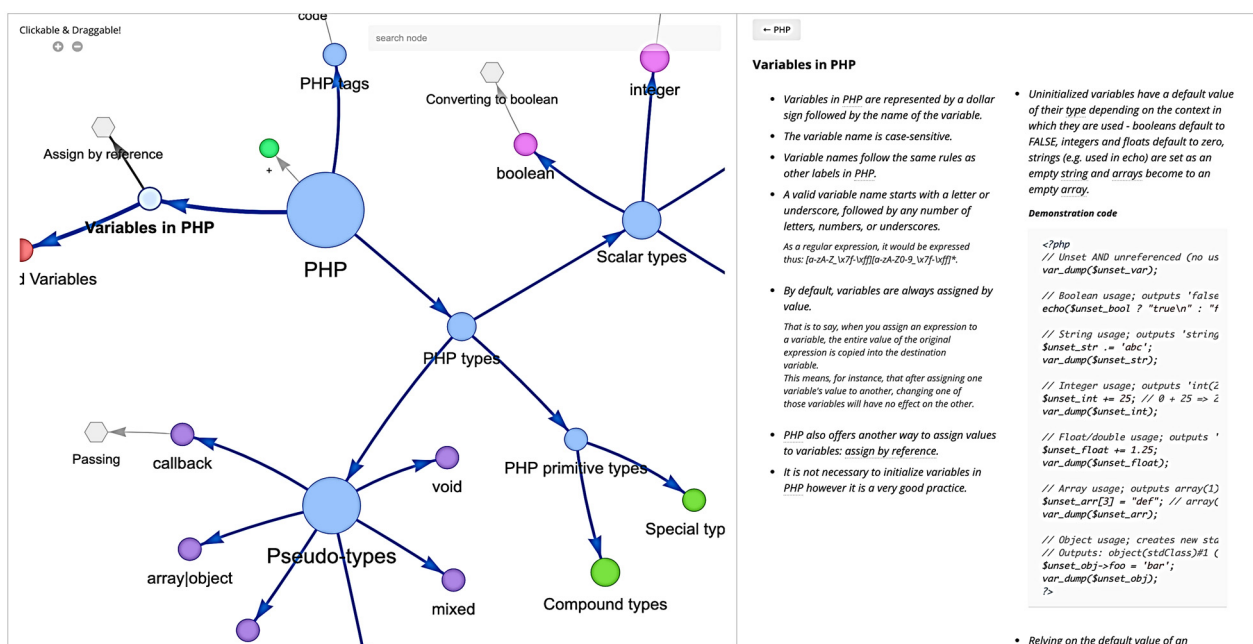 Clickable & Draggable!
search node
code
PHP tags
integer
Converting to boolean
Assign by reference
boolean
+
Variables in PHP
PHP
Scalar types
d Variables
PHP types
Passing
callback
void
PHP primitive types
Special typ
Pseudo-types
array|object
mixed
Compound types
← PHP
Variables in PHP
Variables in PHP are represented by a dollar
sign followed by the name of the variable.
The variable name is case-sensitive.
Variable names follow the same rules as
other labels in PHP.
A valid variable name starts with a letter or
underscore, followed by any number of
letters, numbers, or underscores.
As a regular expression, it would be expressed
thus: [a-zA-Z_\x7f-\xff][a-zA-Z0-9_\x7f-\xff]*.
By default, variables are always assigned by
value.
That is to say, when you assign an expression to
a variable, the entire value of the original
expression is copied into the destination
variable.
This means, for instance, that after assigning one
variable's value to another, changing one of
those variables will have no effect on the other.
PHP also offers another way to assign values
to variables: assign by reference.
It is not necessary to initialize variables in
PHP however it is a very good practice.
Uninitialized variables have a default value
of their type depending on the context in
which they are used - booleans default to
FALSE, integers and floats default to zero,
strings (e.g. used in echo) are set as an
empty string and arrays become to an
empty array.
Demonstration code
<?php
// Unset AND unreferenced (no us
var_dump($unset_var);
// Boolean usage; outputs 'false
echo($unset_bool ? "true\n" : "f
// String usage; outputs 'string
$unset_str .= 'abc';
var_dump($unset_str);
// Integer usage; outputs 'int(2
$unset_int += 25; // 0 + 25 => 2
var_dump($unset_int);
// Float/double usage; outputs '
$unset_float += 1.25;
var_dump($unset_float);
// Array usage; outputs array(1)
$unset_arr[3] = "def"; // array(
var_dump($unset_arr);
// Object usage; creates new sta
// Outputs: object(stdClass)#1 (
$unset_obj->foo = 'bar';
var_dump($unset_obj);
?>
Relying on the default value of an